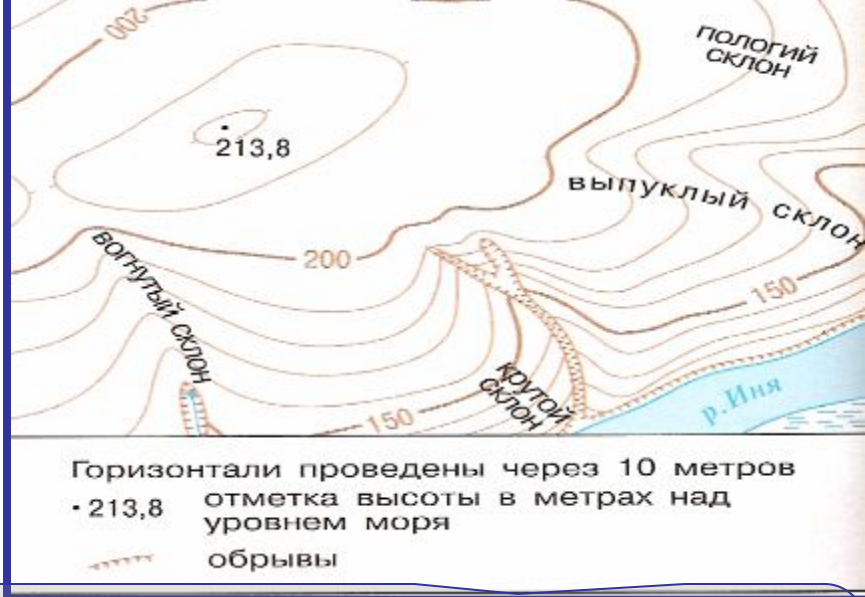 200
ПОЛОГИЙ
СКЛОН
213,8
ВЫПУКЛЫЙ СКЛОН
ВОГНУТЫЙ СКЛОН
200
150
КРУТОЙ
СКЛОН
150
р.Иня
Горизонтали проведены через 10 метров
213,8 отметка высоты в метрах над
уровнем моря
обрывы